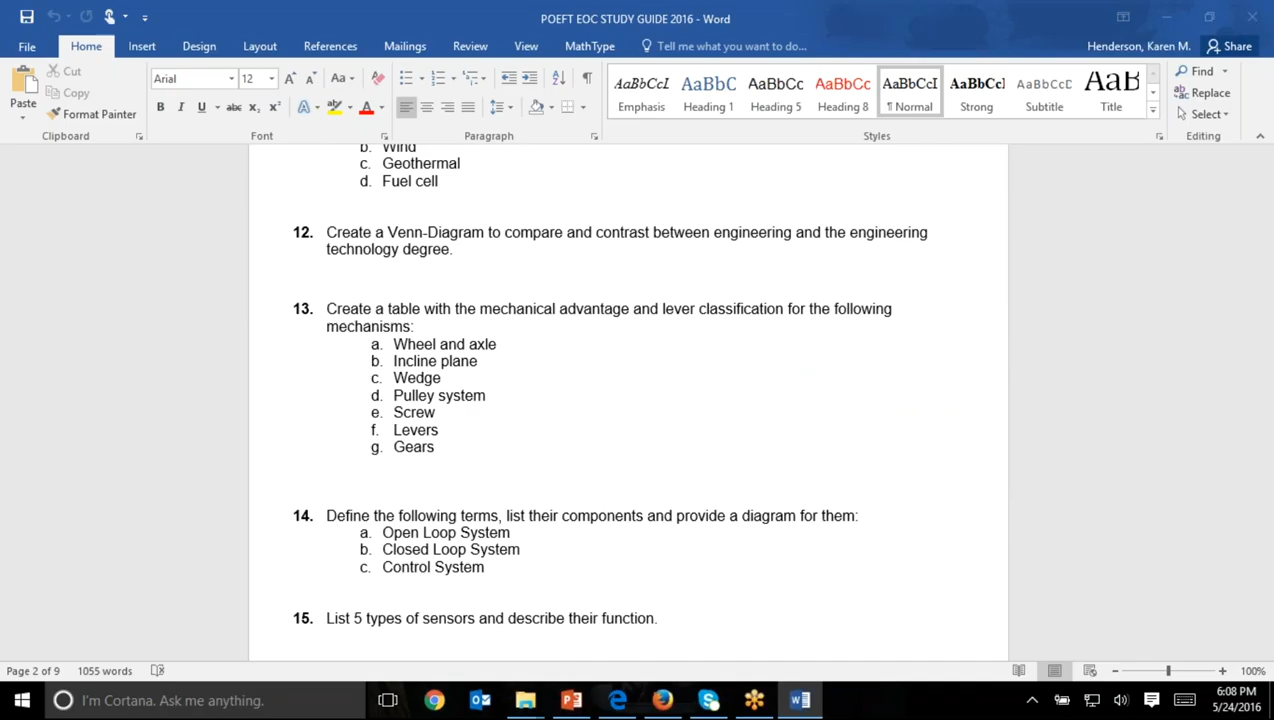 POEFT EOC STUDY GUIDE 2016 - Word
File Home Insert Design Layout References Mailings Review View MathType Tell me what you want to do... Henderson, Karen M. Share
Paste
Cut
Copy
Format Painter
Clipboard
Arial 12
Font
Paragraph
AaBbCcI AaBbC AaBbCc AaBbCc AaBbCcI AaBbCcI AaBbCcD AaB
Emphasis Heading 1 Heading 5 Heading 8 ¶ Normal Strong Subtitle Title
Styles
Find
Replace
Select
Editing
b. Wind
c. Geothermal
d. Fuel cell
12. Create a Venn-Diagram to compare and contrast between engineering and the engineering
technology degree.
13. Create a table with the mechanical advantage and lever classification for the following
mechanisms:
a. Wheel and axle
b. Incline plane
c. Wedge
d. Pulley system
e. Screw
f. Levers
g. Gears
14. Define the following terms, list their components and provide a diagram for them:
a. Open Loop System
b. Closed Loop System
c. Control System
15. List 5 types of sensors and describe their function.
Page 2 of 9 1055 words 100%
I'm Cortana. Ask me anything.
6:08 PM
5/24/2016